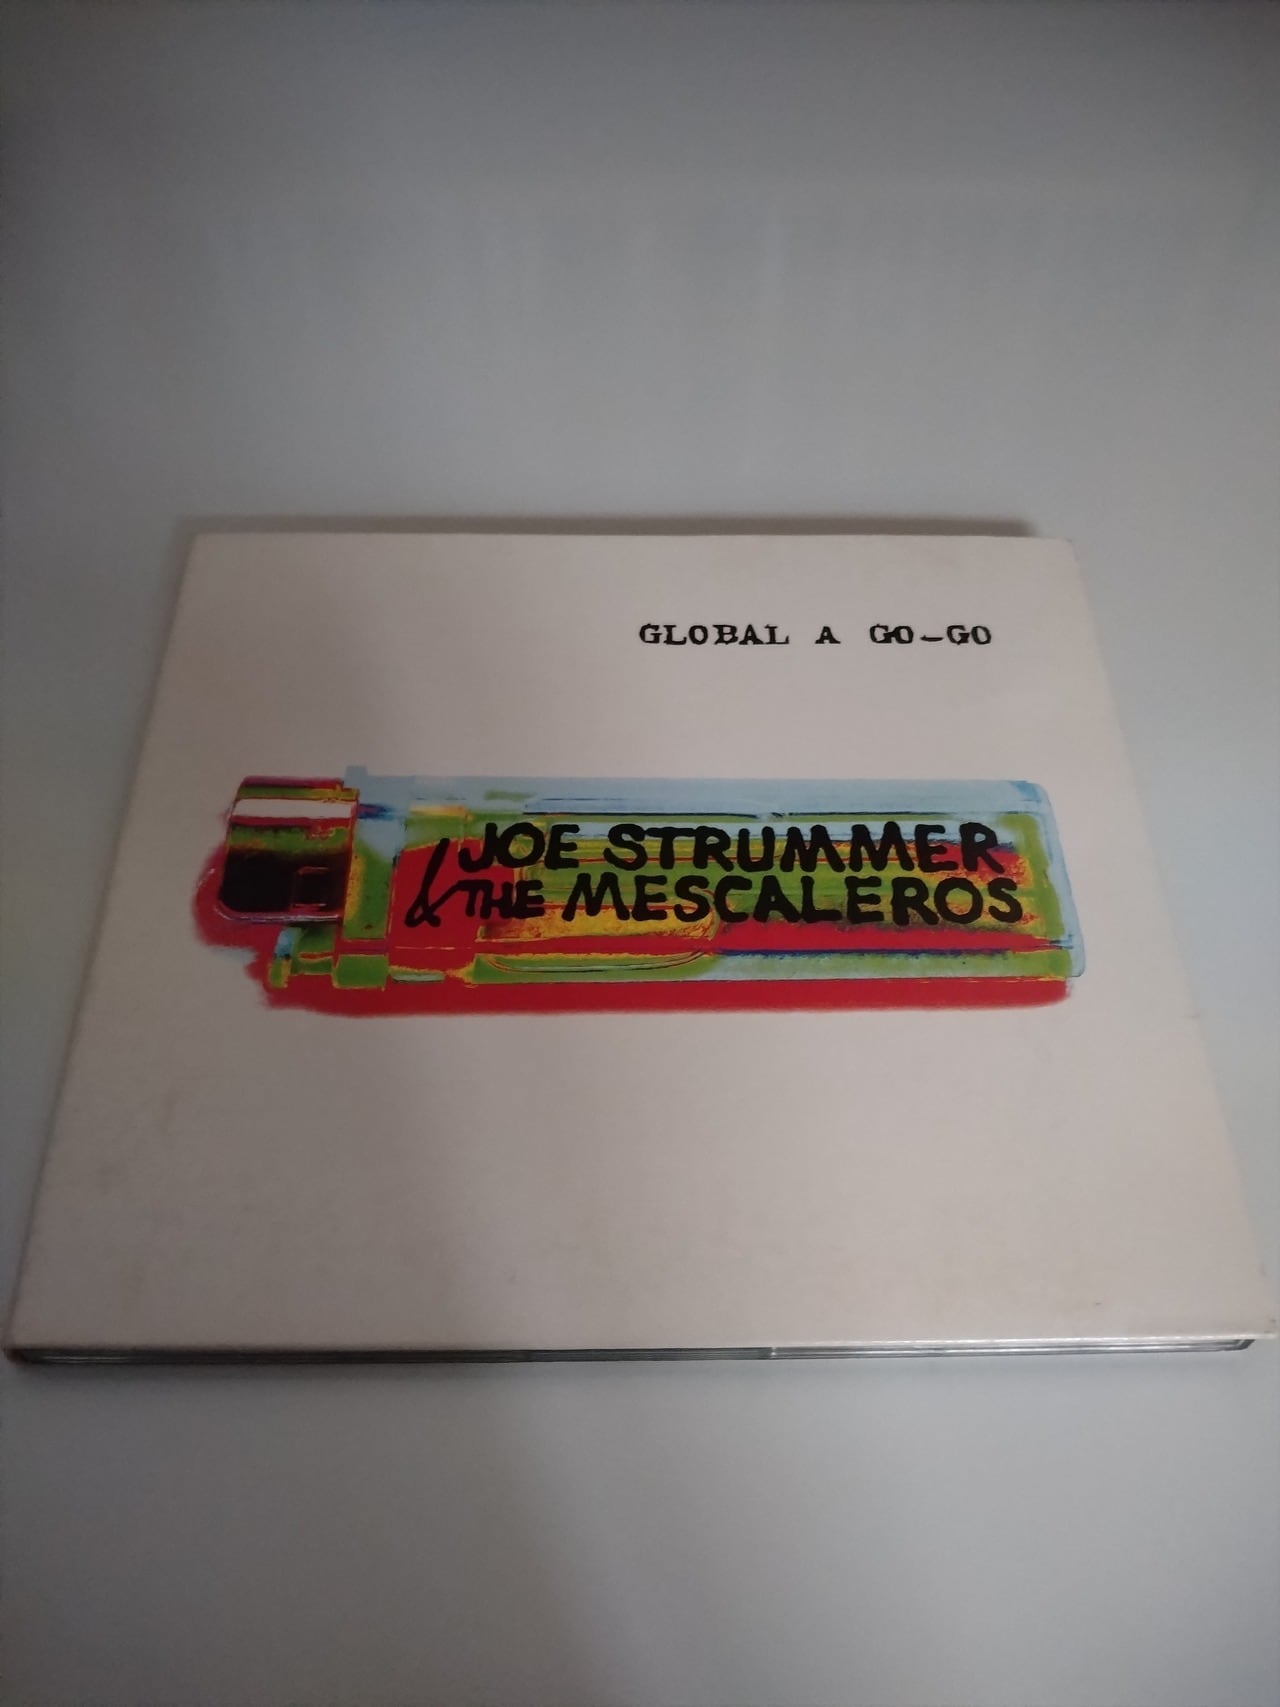 GLOBAL A GO-GO
JOE STRUMMER
& THE MESCALEROS